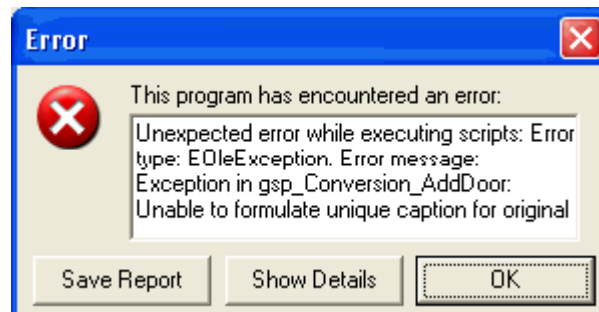 Error
This program has encountered an error:
Unexpected error while executing scripts: Error
type: EOleException. Error message:
Exception in gsp_Conversion_AddDoor:
Unable to formulate unique caption for original
Save Report Show Details OK